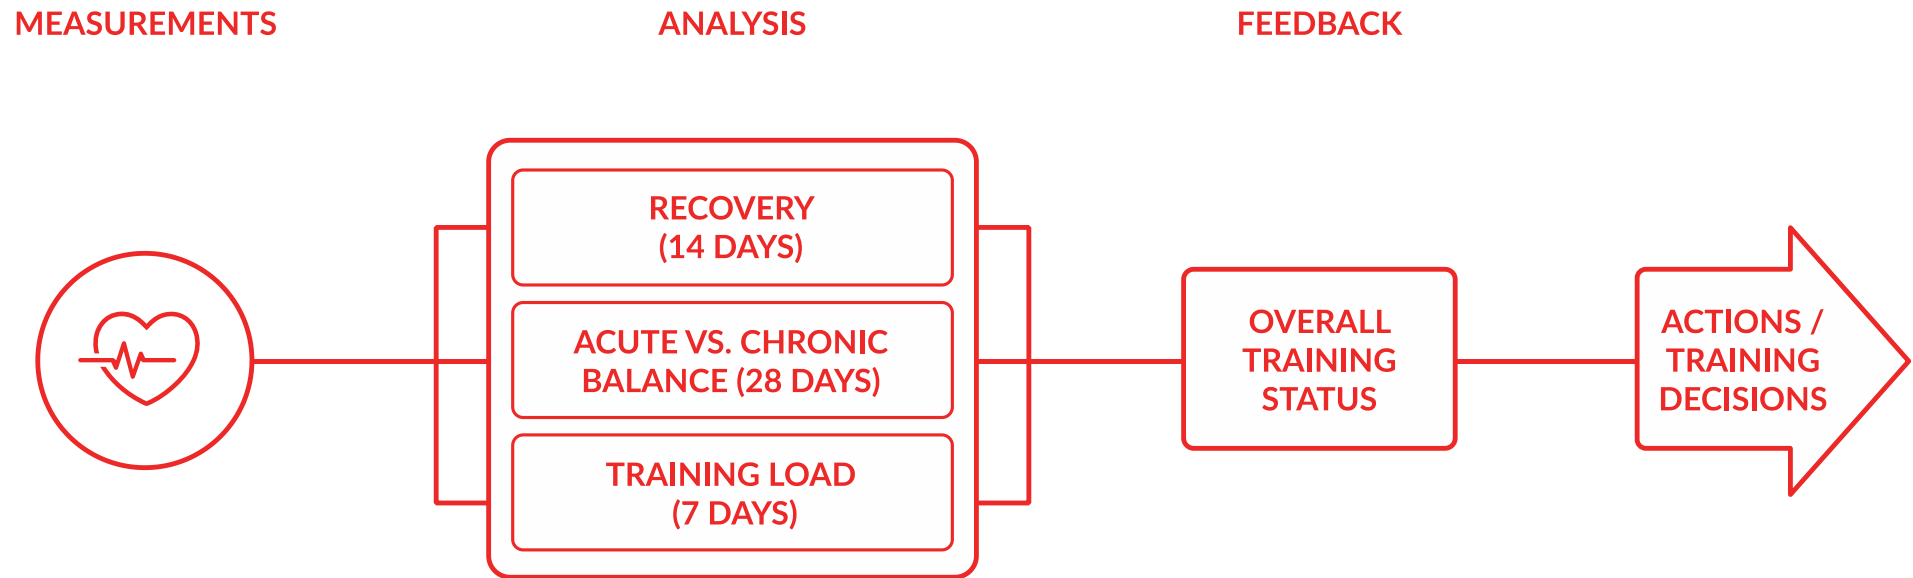 MEASUREMENTS
ANALYSIS
FEEDBACK
RECOVERY
(14 DAYS)
ACUTE VS. CHRONIC
BALANCE (28 DAYS)
TRAINING LOAD
(7 DAYS)
OVERALL
TRAINING
STATUS
ACTIONS /
TRAINING
DECISIONS